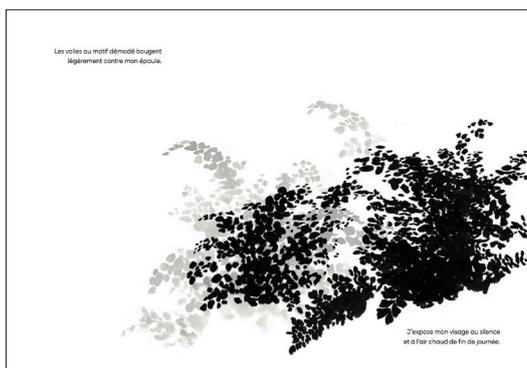 Les voiles au motif démodé bougent
légèrement contre mon épaule.
J'expose mon visage au silence
et à l'air chaud de fin de journée.